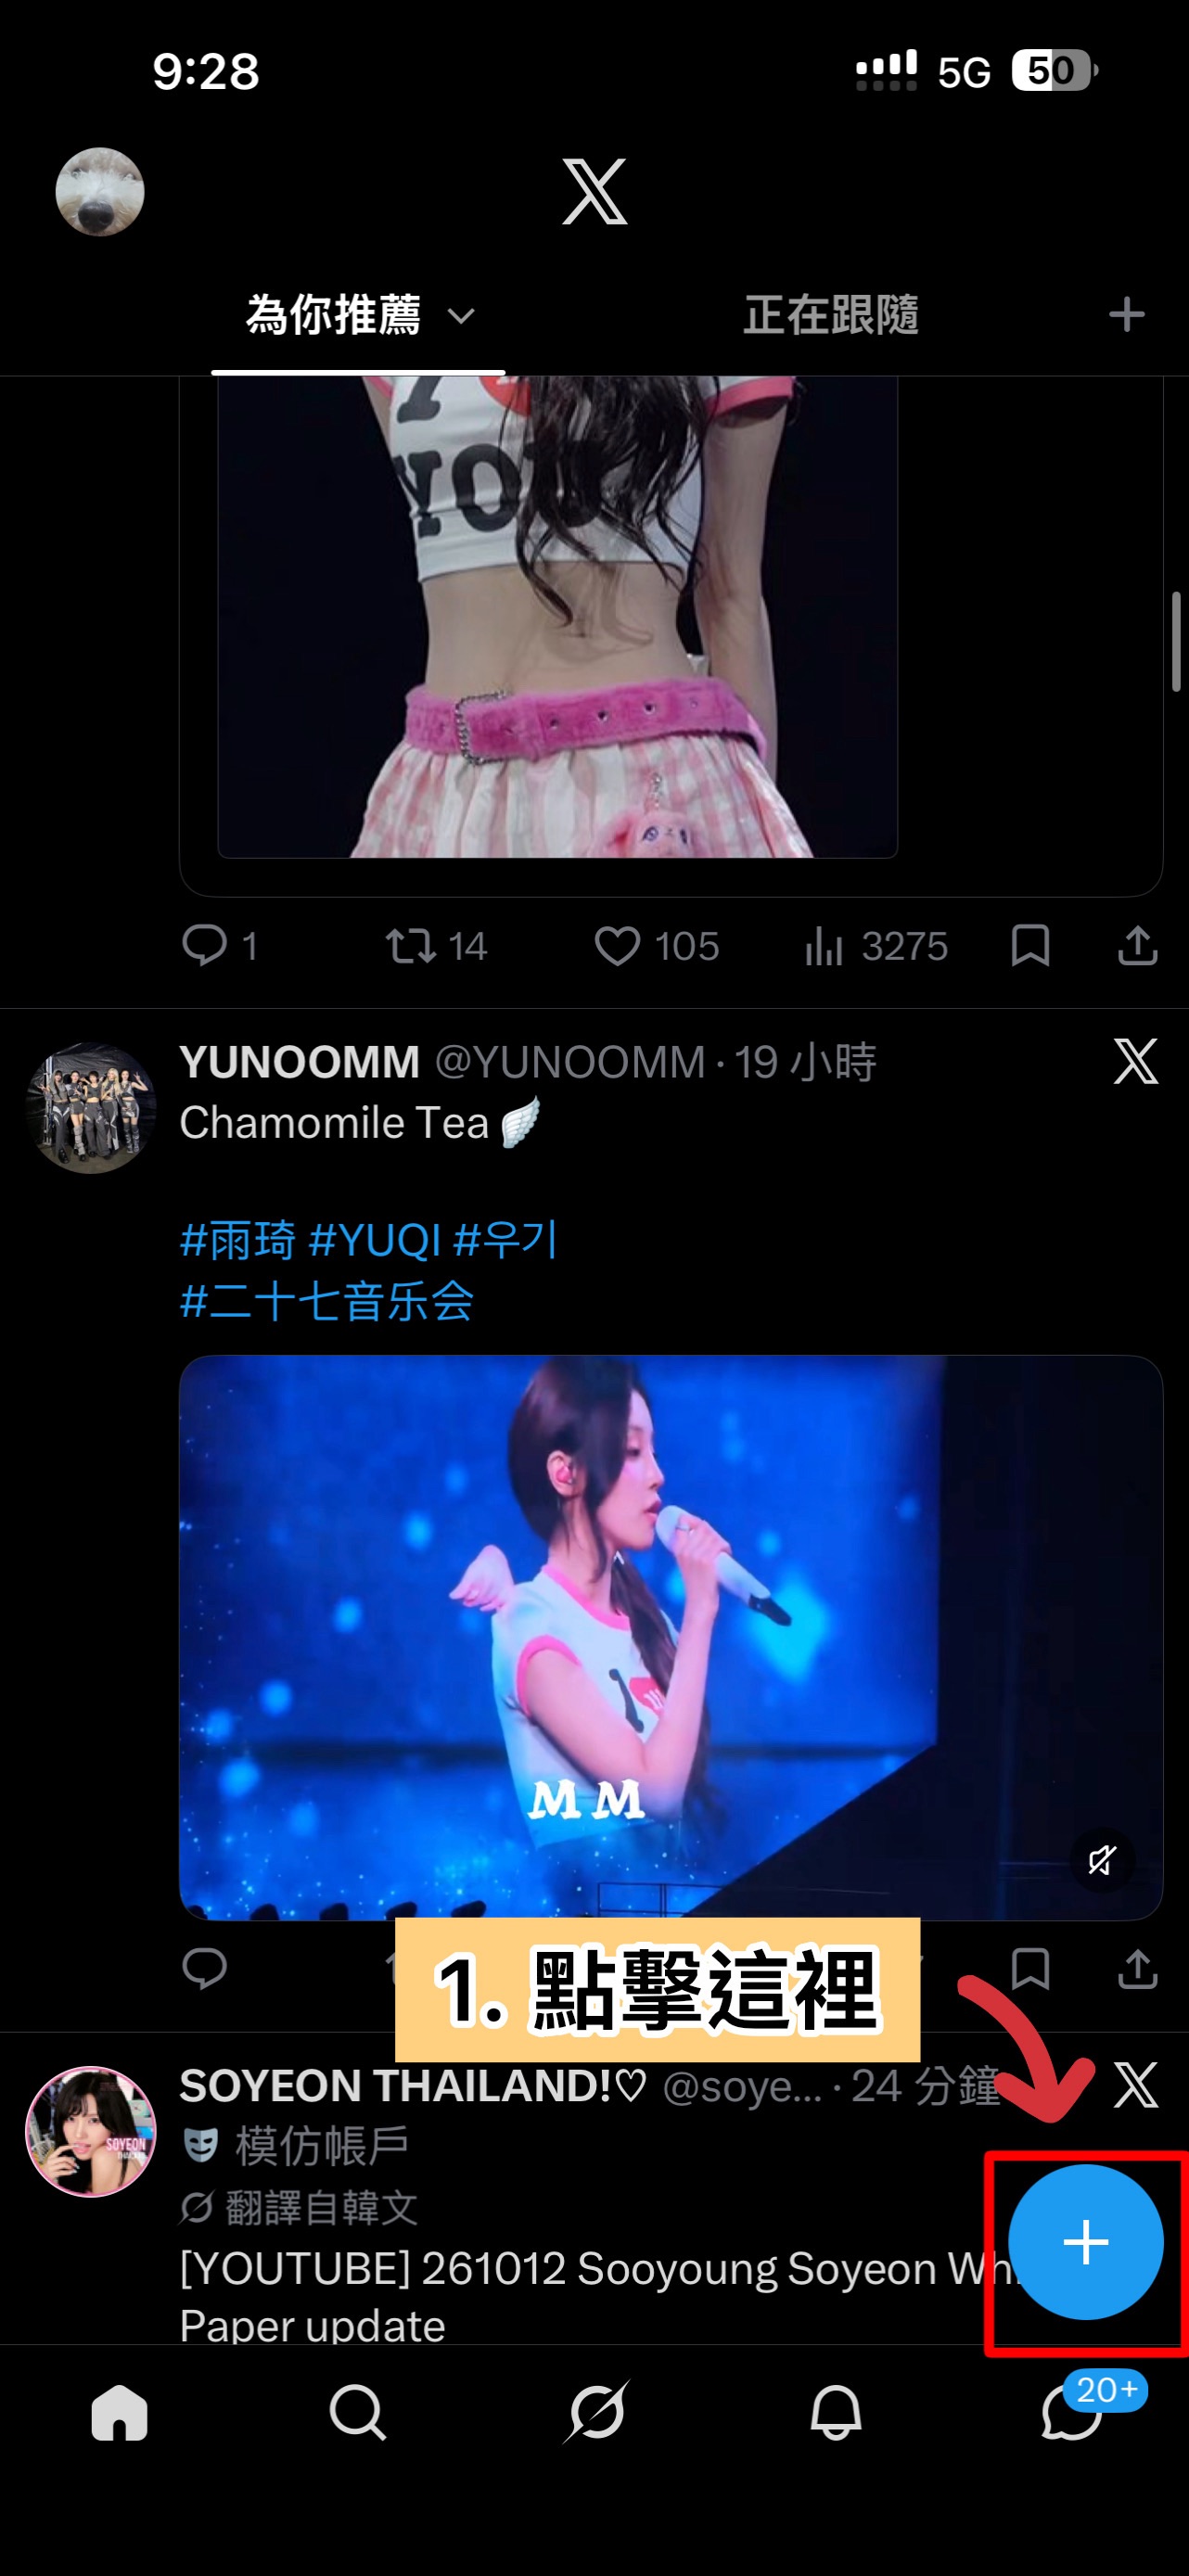 9:28
5G 50
為你推薦 正在跟隨
YOU
1 14 105 3275
YUNOOMM @YUNOOMM · 19 小時
Chamomile Tea
#雨琦 #YUQI #우기
#二十七音乐会
I
M M
1. 點擊這裡
SOYEON THAILAND!♡ @soye... · 24 分鐘
SOYEON
模仿帳戶
翻譯自韓文
[YOUTUBE] 261012 Sooyoung Soyeon Wh
Paper update
20+